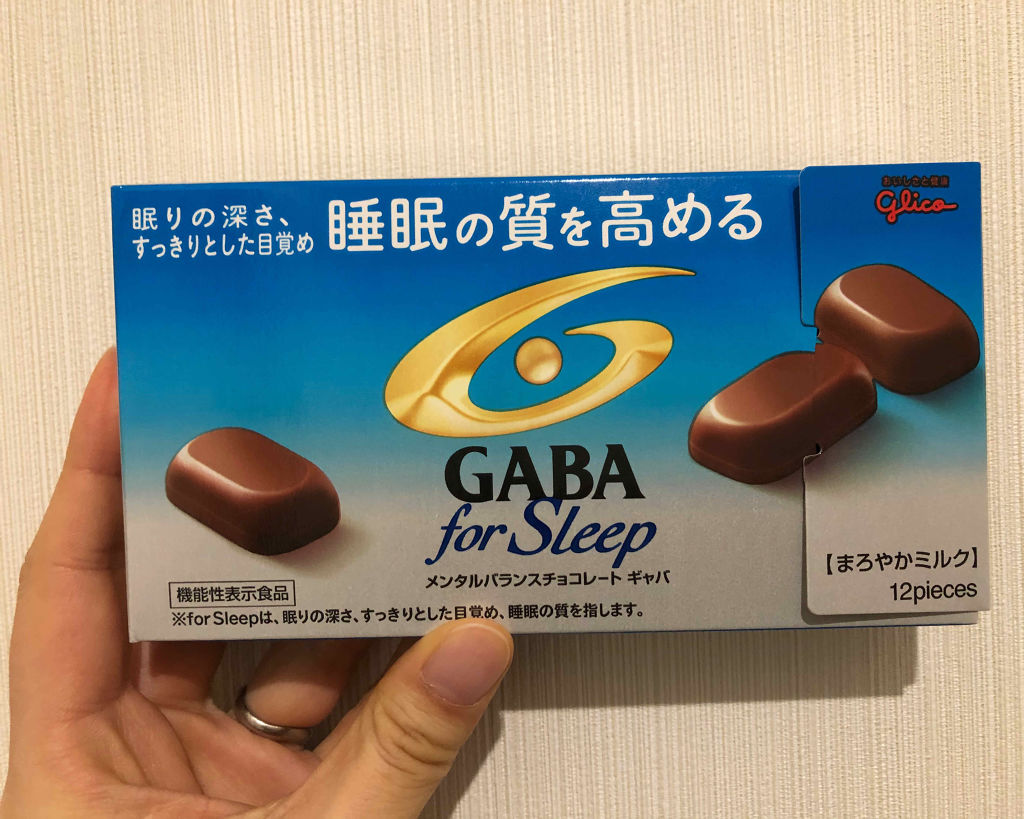 眠りの深さ、
すっきりとした目覚め
睡眠の質を高める
おいしさと健康
Glico
GABA
for Sleep
メンタルバランスチョコレート ギャバ
機能性表示食品
※for Sleepは、眠りの深さ、すっきりとした目覚め、睡眠の質を指します。
【まろやかミルク】
12pieces